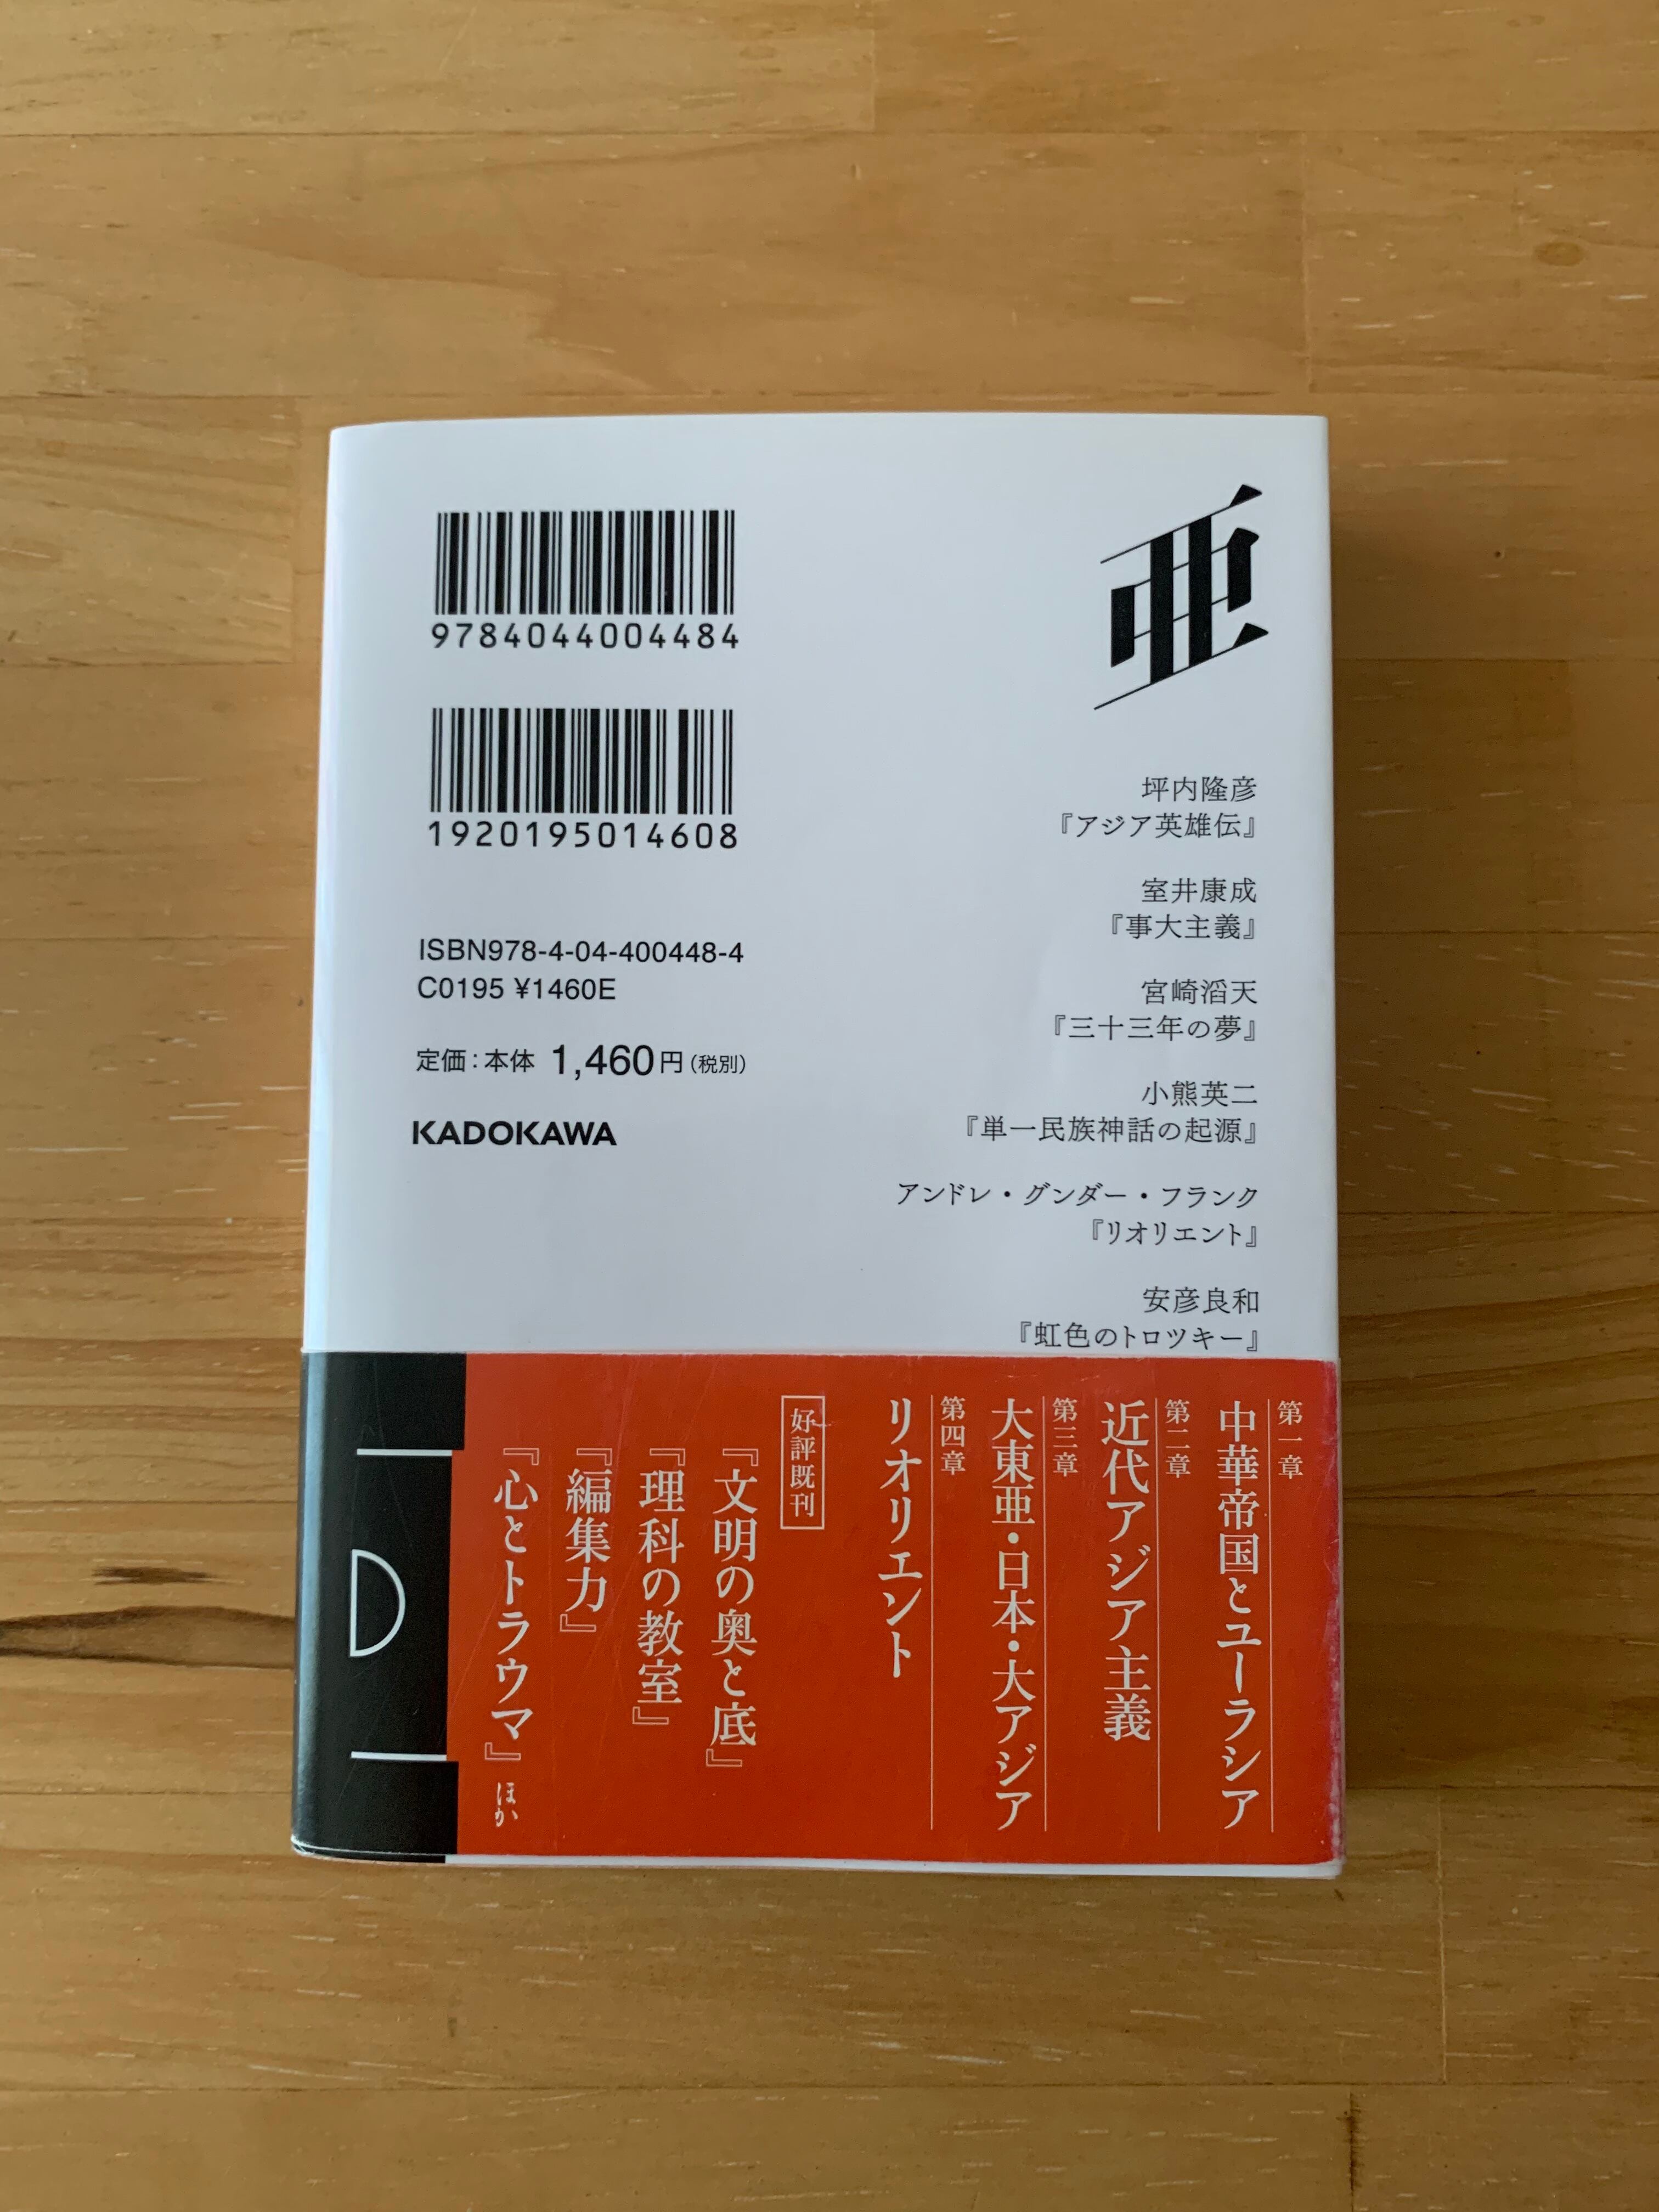 亜
坪内隆彦
『アジア英雄伝』
室井康成
『事大主義』
宮崎滔天
『三十三年の夢』
小熊英二
『単一民族神話の起源』
アンドレ・グンダー・フランク
『リオリエント』
安彦良和
『虹色のトロツキー』
9784044004484
1920195014608
ISBN978-4-04-400448-4
C0195 ¥1460E
定価：本体 1,460円（税別）
KADOKAWA
第一章
中華帝国とユーラシア
第二章
近代アジア主義
第三章
大東亜・日本・大アジア
第四章
リオリエント
好評既刊
『文明の奥と底』
『理科の教室』
『編集力』
『心とトラウマ』ほか
D